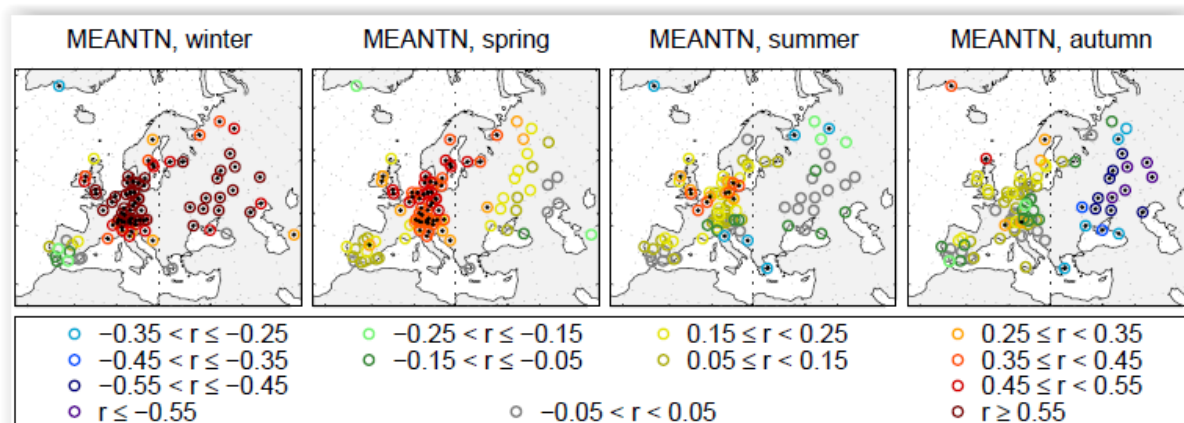 MEANTN, winter MEANTN, spring MEANTN, summer MEANTN, autumn
−0.35 < r ≤ −0.25 −0.25 < r ≤ −0.15 0.15 ≤ r < 0.25 0.25 ≤ r < 0.35
−0.45 < r ≤ −0.35 −0.15 < r ≤ −0.05 0.05 ≤ r < 0.15 0.35 ≤ r < 0.45
−0.55 < r ≤ −0.45 0.45 ≤ r < 0.55
r ≤ −0.55 −0.05 < r < 0.05 r ≥ 0.55